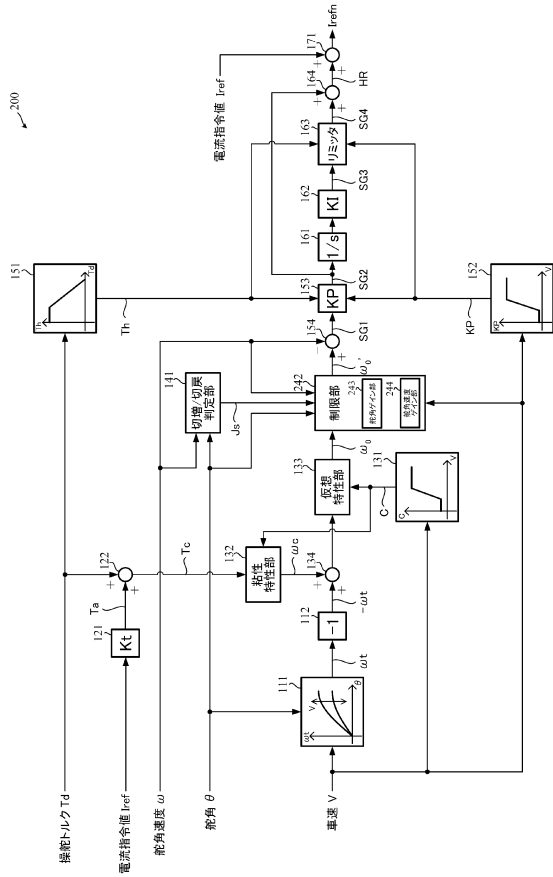 200
操舵トルク Td
電流指令値 Iref
舵角速度 ω
舵角 θ
車速 V
121
Kt
Ta
122
+
+
Tc
111
ωt
V
θ
ωt
112
-1
-ωt
132
粘性
特性部
ωc
134
+
+
133
仮想
特性部
ω0
131
C
V
C
141
切増/切戻
判定部
Js
242
制限部
243
舵角ゲイン部
244
舵角速度
ゲイン部
ω0'
154
+
-
SG1
151
Th
Td
Th
153
KP
SG2
152
KP
V
KP
161
1/s
162
KI
SG3
163
リミッタ
SG4
164
+
+
HR
電流指令値 Iref
171
+
+
Irefn